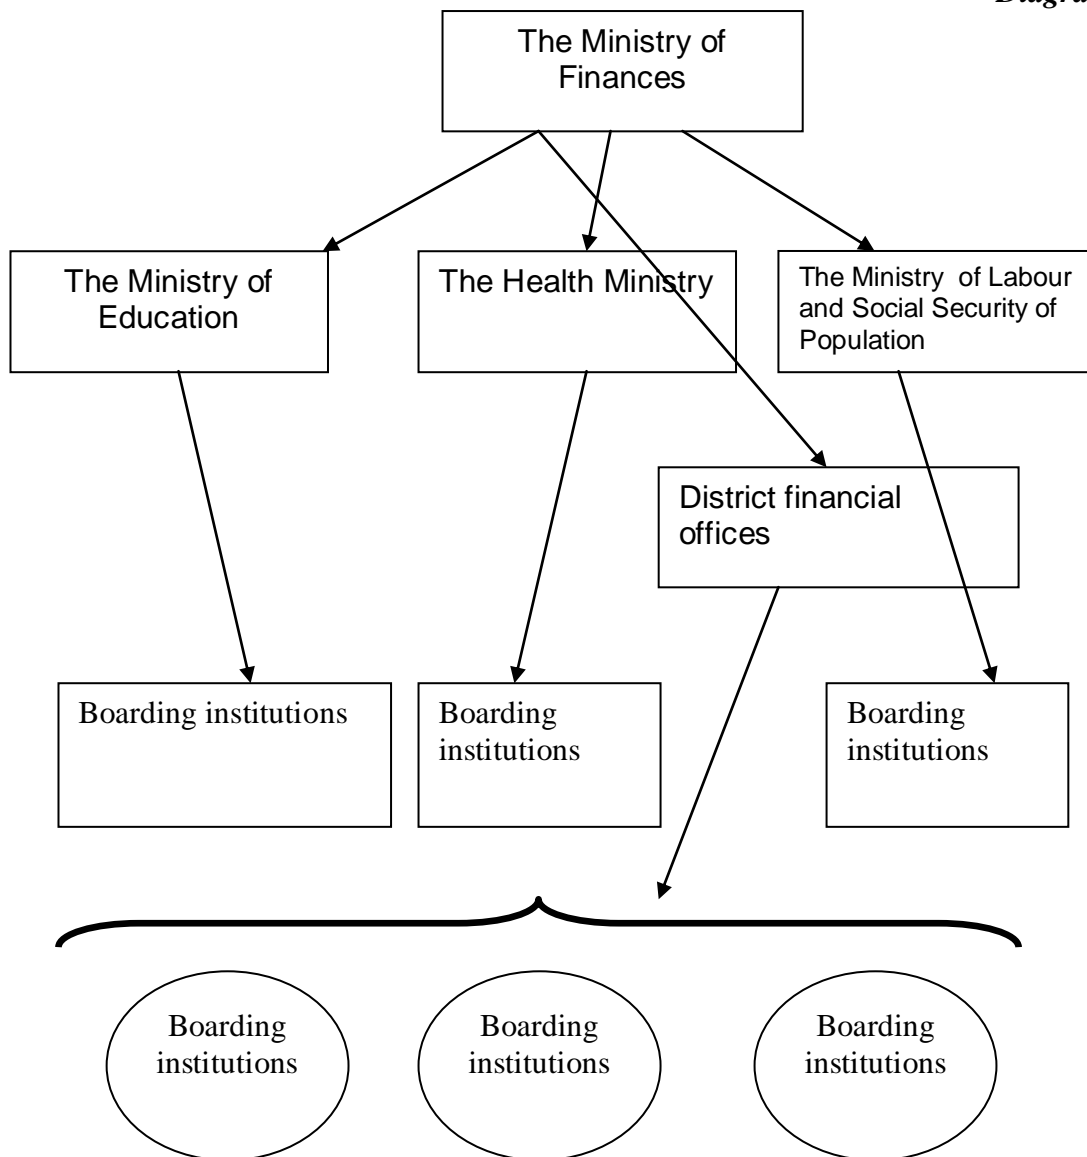 The Ministry of
Finances
The Ministry of
Education
The Health Ministry
The Ministry of Labour
and Social Security of
Population
District financial
offices
Boarding institutions
Boarding
institutions
Boarding
institutions
Boarding
institutions
Boarding
institutions
Boarding
institutions